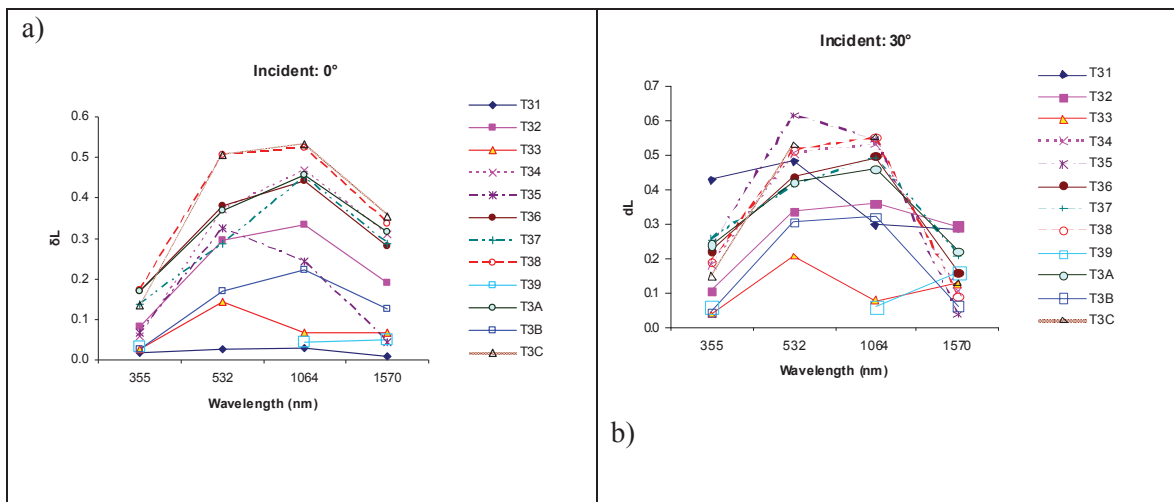 a)
Incident: 0°
δL
0.6
0.5
0.4
0.3
0.2
0.1
0.0
355 532 1064 1570
Wavelength (nm)
T31
T32
T33
T34
T35
T36
T37
T38
T39
T3A
T3B
T3C
Incident: 30°
dL
0.7
0.6
0.5
0.4
0.3
0.2
0.1
0.0
355 532 1064 1570
Wavelength (nm)
T31
T32
T33
T34
T35
T36
T37
T38
T39
T3A
T3B
T3C
b)